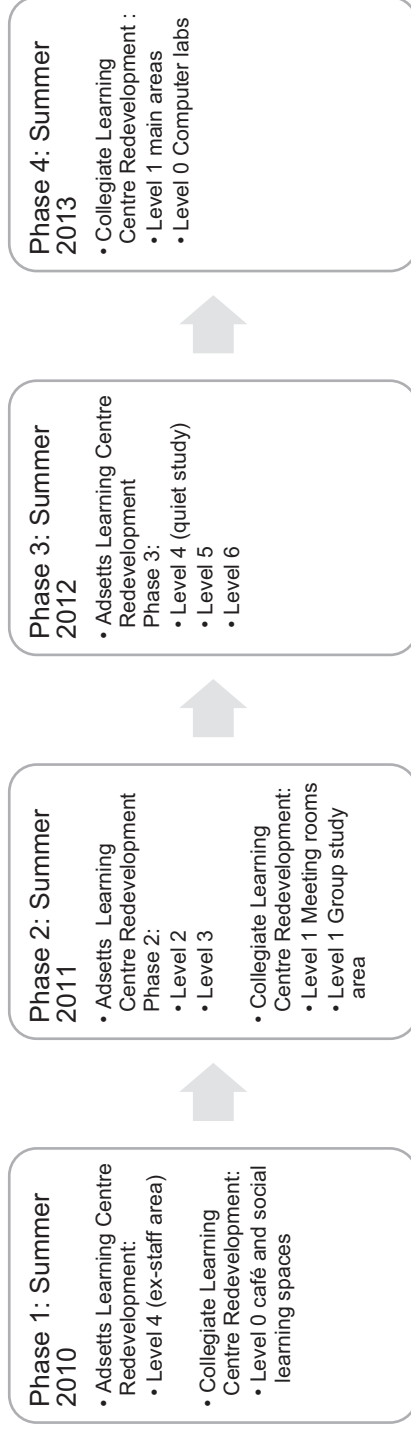 Phase 1: Summer
2010
• Adsetts Learning Centre
Redevelopment:
• Level 4 (ex-staff area)
• Collegiate Learning
Centre Redevelopment:
• Level 0 café and social
learning spaces
Phase 2: Summer
2011
• Adsetts Learning
Centre Redevelopment
Phase 2:
• Level 2
• Level 3
• Collegiate Learning
Centre Redevelopment:
• Level 1 Meeting rooms
• Level 1 Group study
area
Phase 3: Summer
2012
• Adsetts Learning Centre
Redevelopment
Phase 3:
• Level 4 (quiet study)
• Level 5
• Level 6
Phase 4: Summer
2013
• Collegiate Learning
Centre Redevelopment :
• Level 1 main areas
• Level 0 Computer labs